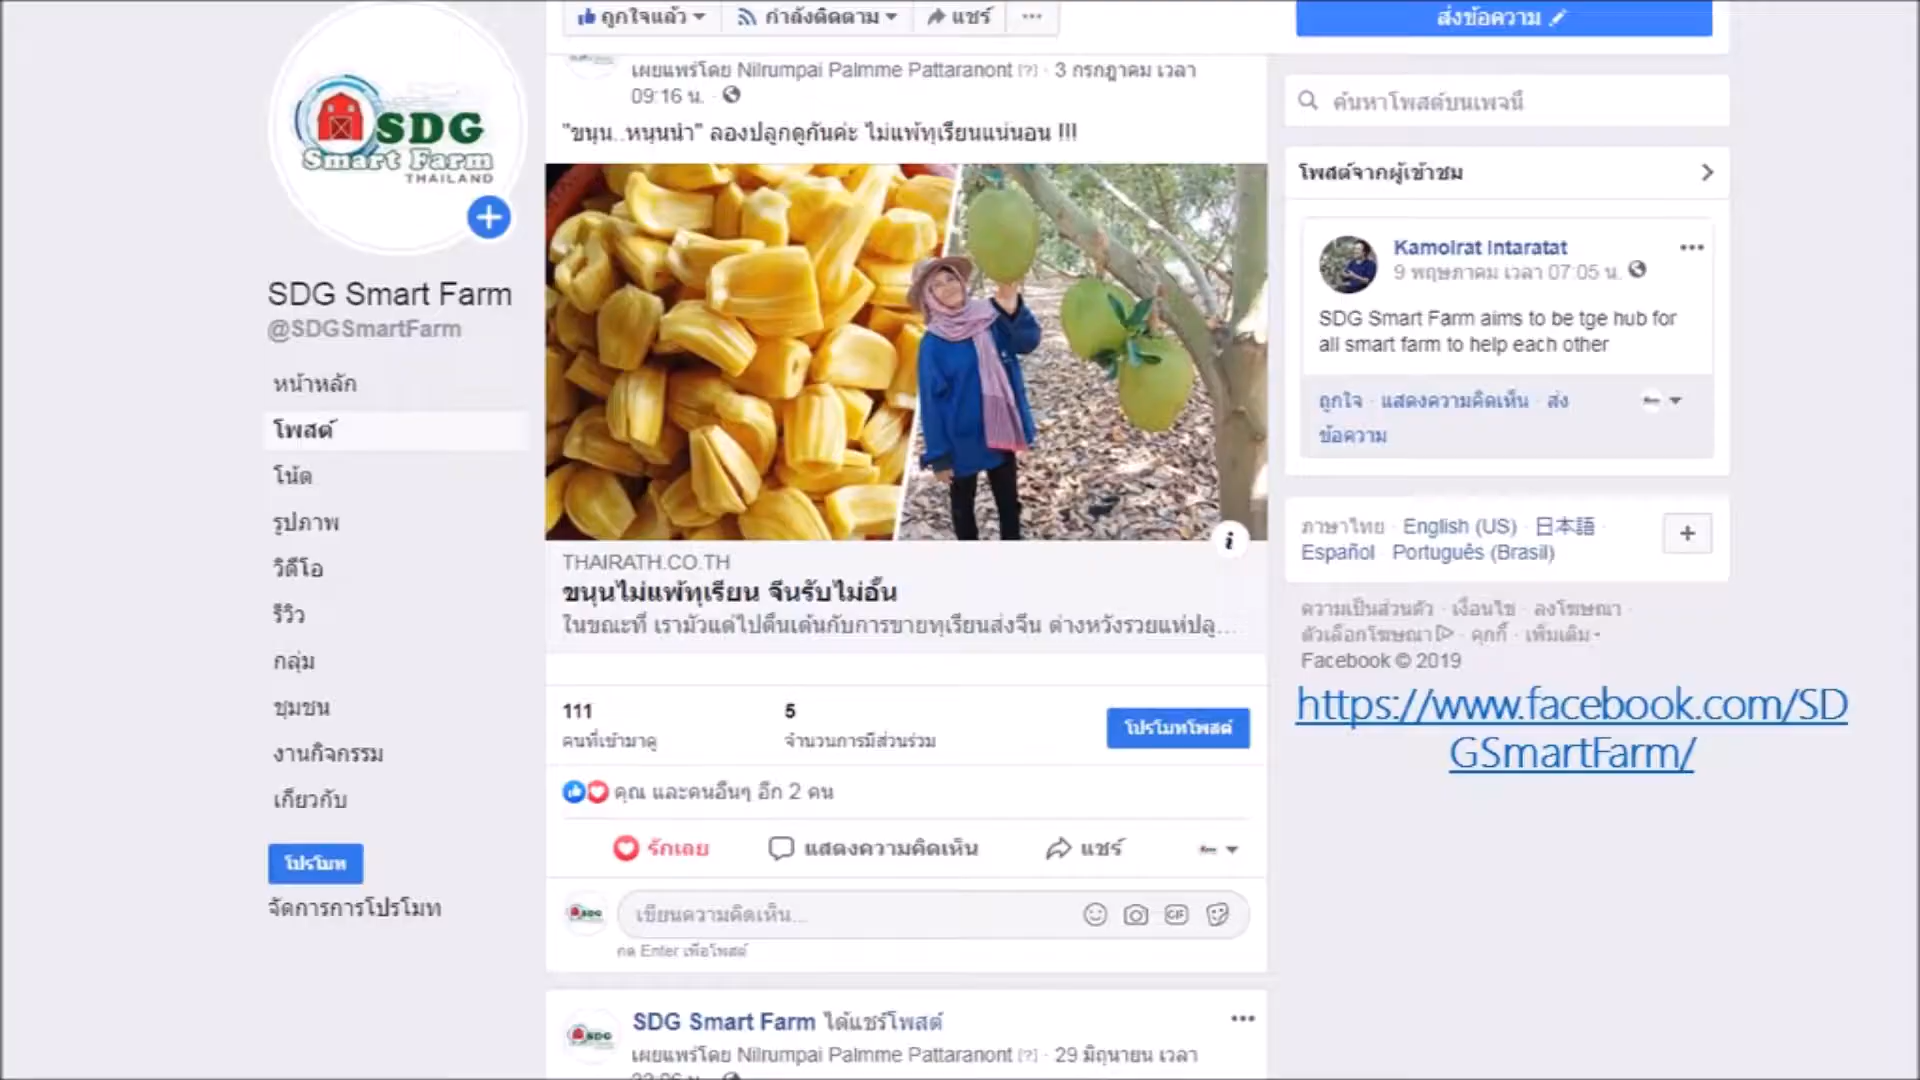 SDG
Smart Farm
THAILAND
SDG Smart Farm
@SDGSmartFarm
หน้าหลัก
โพสต์
โน้ต
รูปภาพ
วิดีโอ
รีวิว
กลุ่ม
ชุมชน
งานกิจกรรม
เกี่ยวกับ
โปรโมท
จัดการการโปรโมท
ถูกใจแล้ว
กำลังติดตาม
แชร์
เผยแพร่โดย Nilrumpai Palmme Pattaranont [?] · 3 กรกฎาคม เวลา
09:16 น. ·
"ขนุน..หนุนนำ" ลองปลูกดูกันค่ะ ไม่แพ้ทุเรียนแน่นอน !!!
THAIRATH.CO.TH
ขนุนไม่แพ้ทุเรียน จีนรับไม่อั้น
ในขณะที่ เรามัวแต่ไปตื่นเต้นกับการขายทุเรียนส่งจีน ต่างหวังรวยแห่ปลู...
111
คนที่เข้ามาดู
5
จำนวนการมีส่วนร่วม
โปรโมทโพสต์
คุณ และคนอื่นๆ อีก 2 คน
รักเลย
แสดงความคิดเห็น
แชร์
SDG
เขียนความคิดเห็น...
GIF
กด Enter เพื่อโพสต์
SDG
SDG Smart Farm ได้แชร์โพสต์
เผยแพร่โดย Nilrumpai Palmme Pattaranont [?] · 29 มิถุนายน เวลา
ส่งข้อความ
ค้นหาโพสต์บนเพจนี้
โพสต์จากผู้เข้าชม
Kamolrat Intaratat
9 พฤษภาคม เวลา 07:05 น. ·
SDG Smart Farm aims to be tge hub for
all smart farm to help each other
ถูกใจ · แสดงความคิดเห็น · ส่ง
ข้อความ
ภาษาไทย · English (US) · 日本語 ·
Español · Português (Brasil)
ความเป็นส่วนตัว · เงื่อนไข · ลงโฆษณา ·
ตัวเลือกโฆษณา · คุกกี้ · เพิ่มเติม
Facebook © 2019
https://www.facebook.com/SD
GSmartFarm/